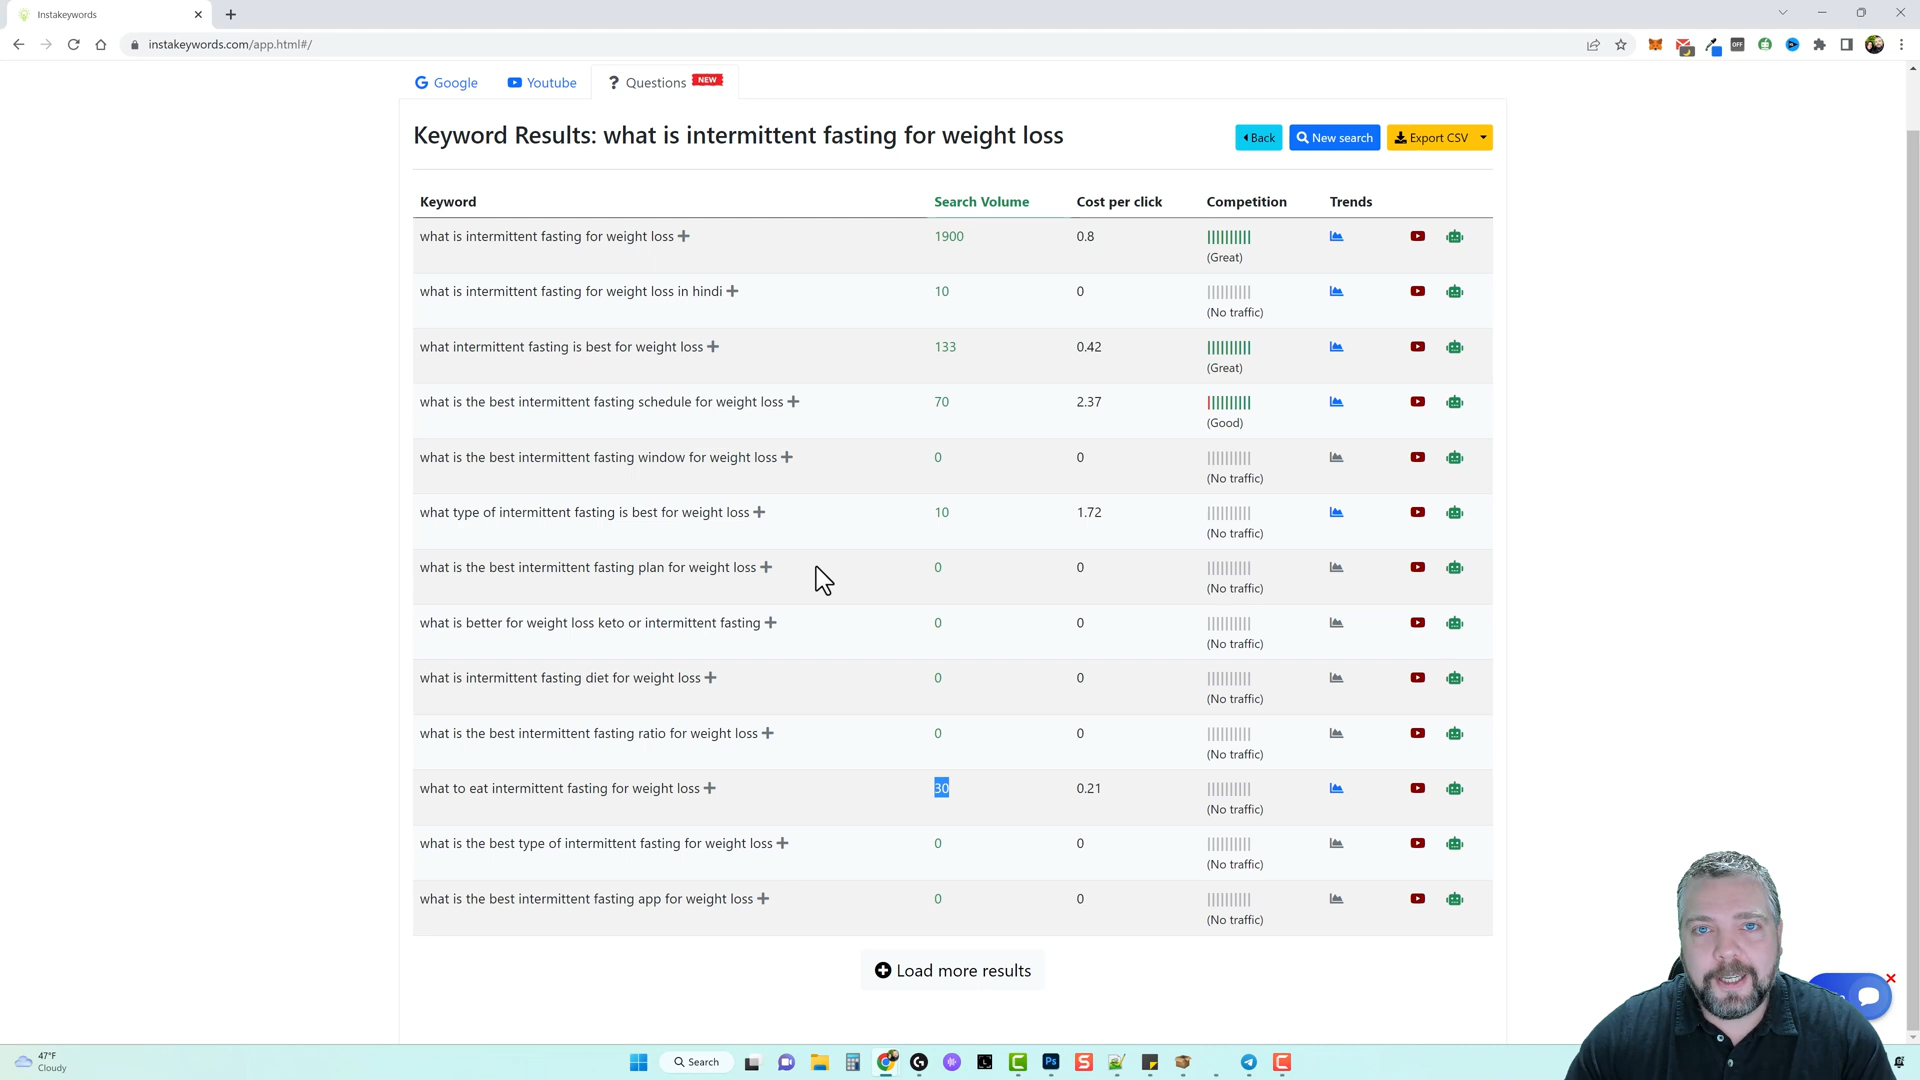 Instakeywords
instakeywords.com/app.html#/
OFF
Google Youtube ? Questions NEW
Keyword Results: what is intermittent fasting for weight loss
Back New search Export CSV
Keyword Search Volume Cost per click Competition Trends
what is intermittent fasting for weight loss 1900 0.8
(Great)
what is intermittent fasting for weight loss in hindi 10 0
(No traffic)
what intermittent fasting is best for weight loss 133 0.42
(Great)
what is the best intermittent fasting schedule for weight loss 70 2.37
(Good)
what is the best intermittent fasting window for weight loss 0 0
(No traffic)
what type of intermittent fasting is best for weight loss 10 1.72
(No traffic)
what is the best intermittent fasting plan for weight loss 0 0
(No traffic)
what is better for weight loss keto or intermittent fasting 0 0
(No traffic)
what is intermittent fasting diet for weight loss 0 0
(No traffic)
what is the best intermittent fasting ratio for weight loss 0 0
(No traffic)
what to eat intermittent fasting for weight loss 30 0.21
(No traffic)
what is the best type of intermittent fasting for weight loss 0 0
(No traffic)
what is the best intermittent fasting app for weight loss 0 0
(No traffic)
Load more results
47°F
Cloudy
Search
Ps